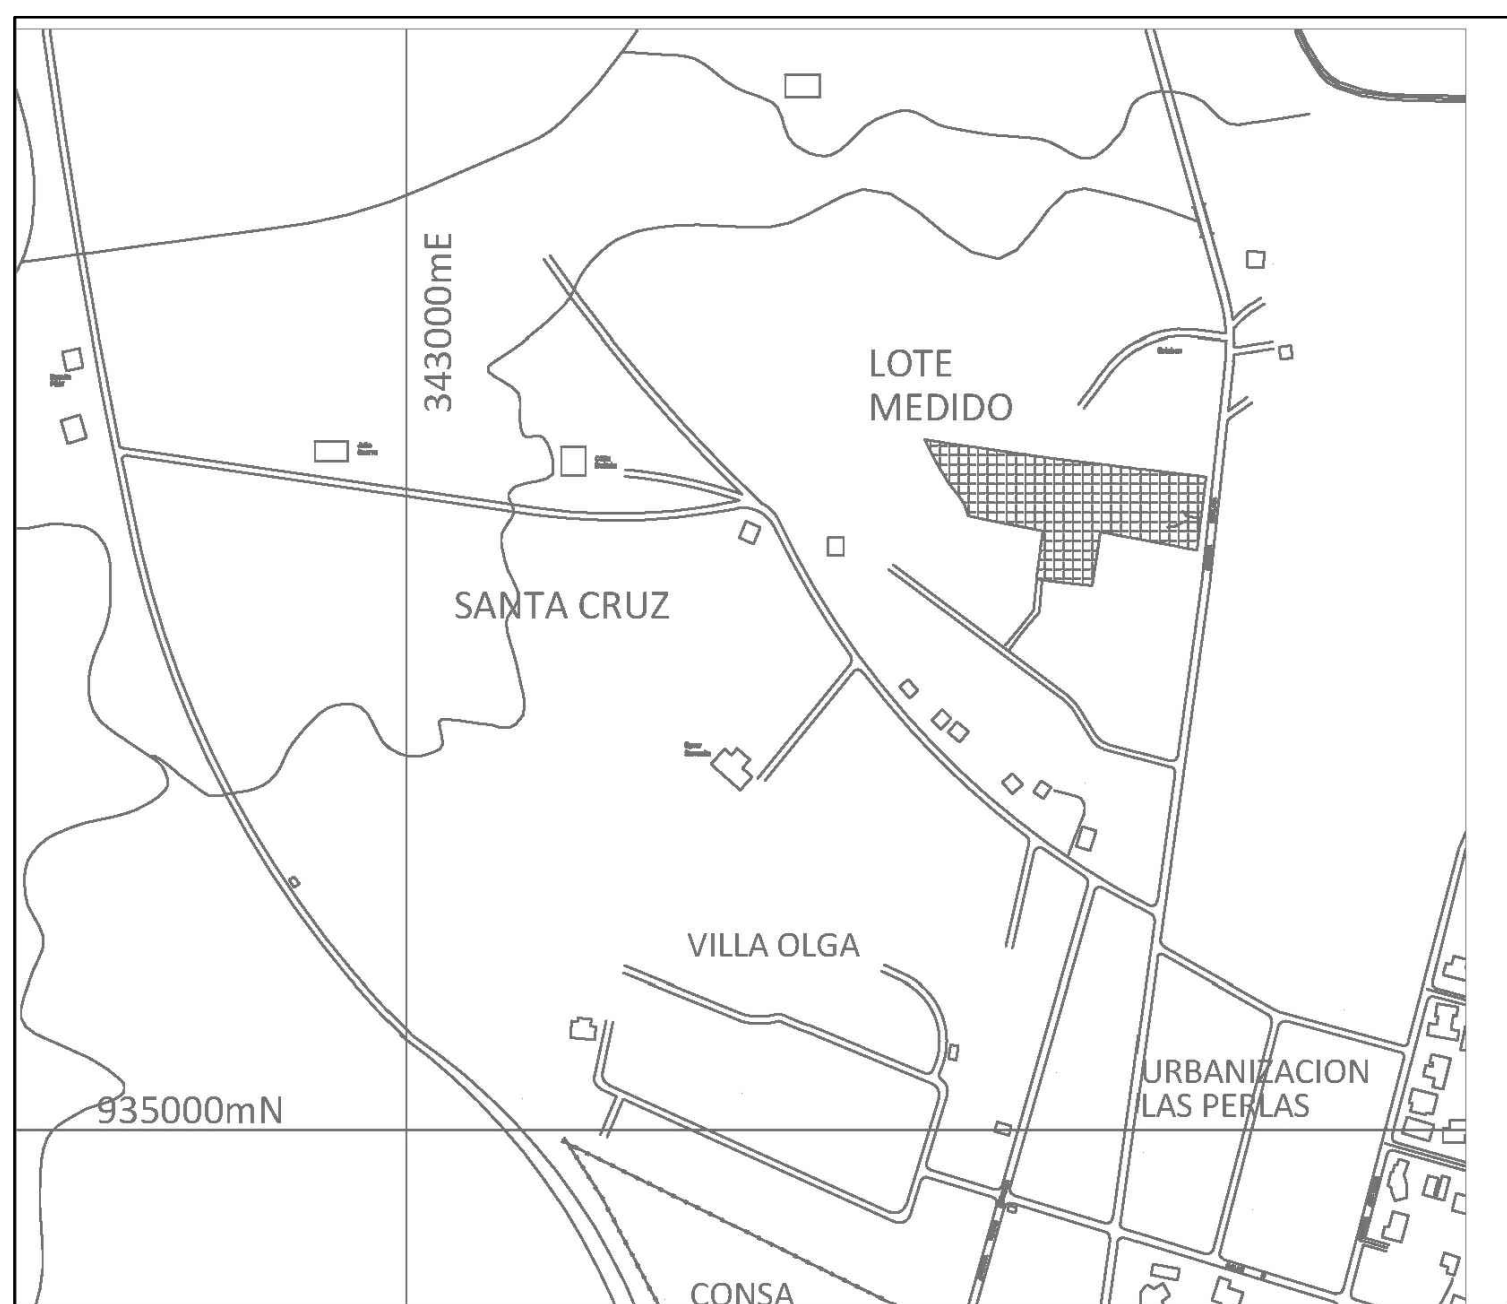 343000mE
LOTE
MEDIDO
SANTA CRUZ
VILLA OLGA
URBANIZACION
LAS PERLAS
935000mN
CONSA